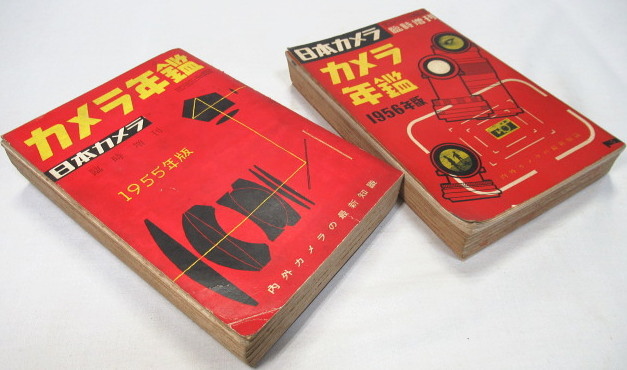 カメラ年鑑
日本カメラ
臨時増刊
1955年版
内外カメラの最新知識
日本カメラ
臨時増刊
カメラ
年鑑
1956年版